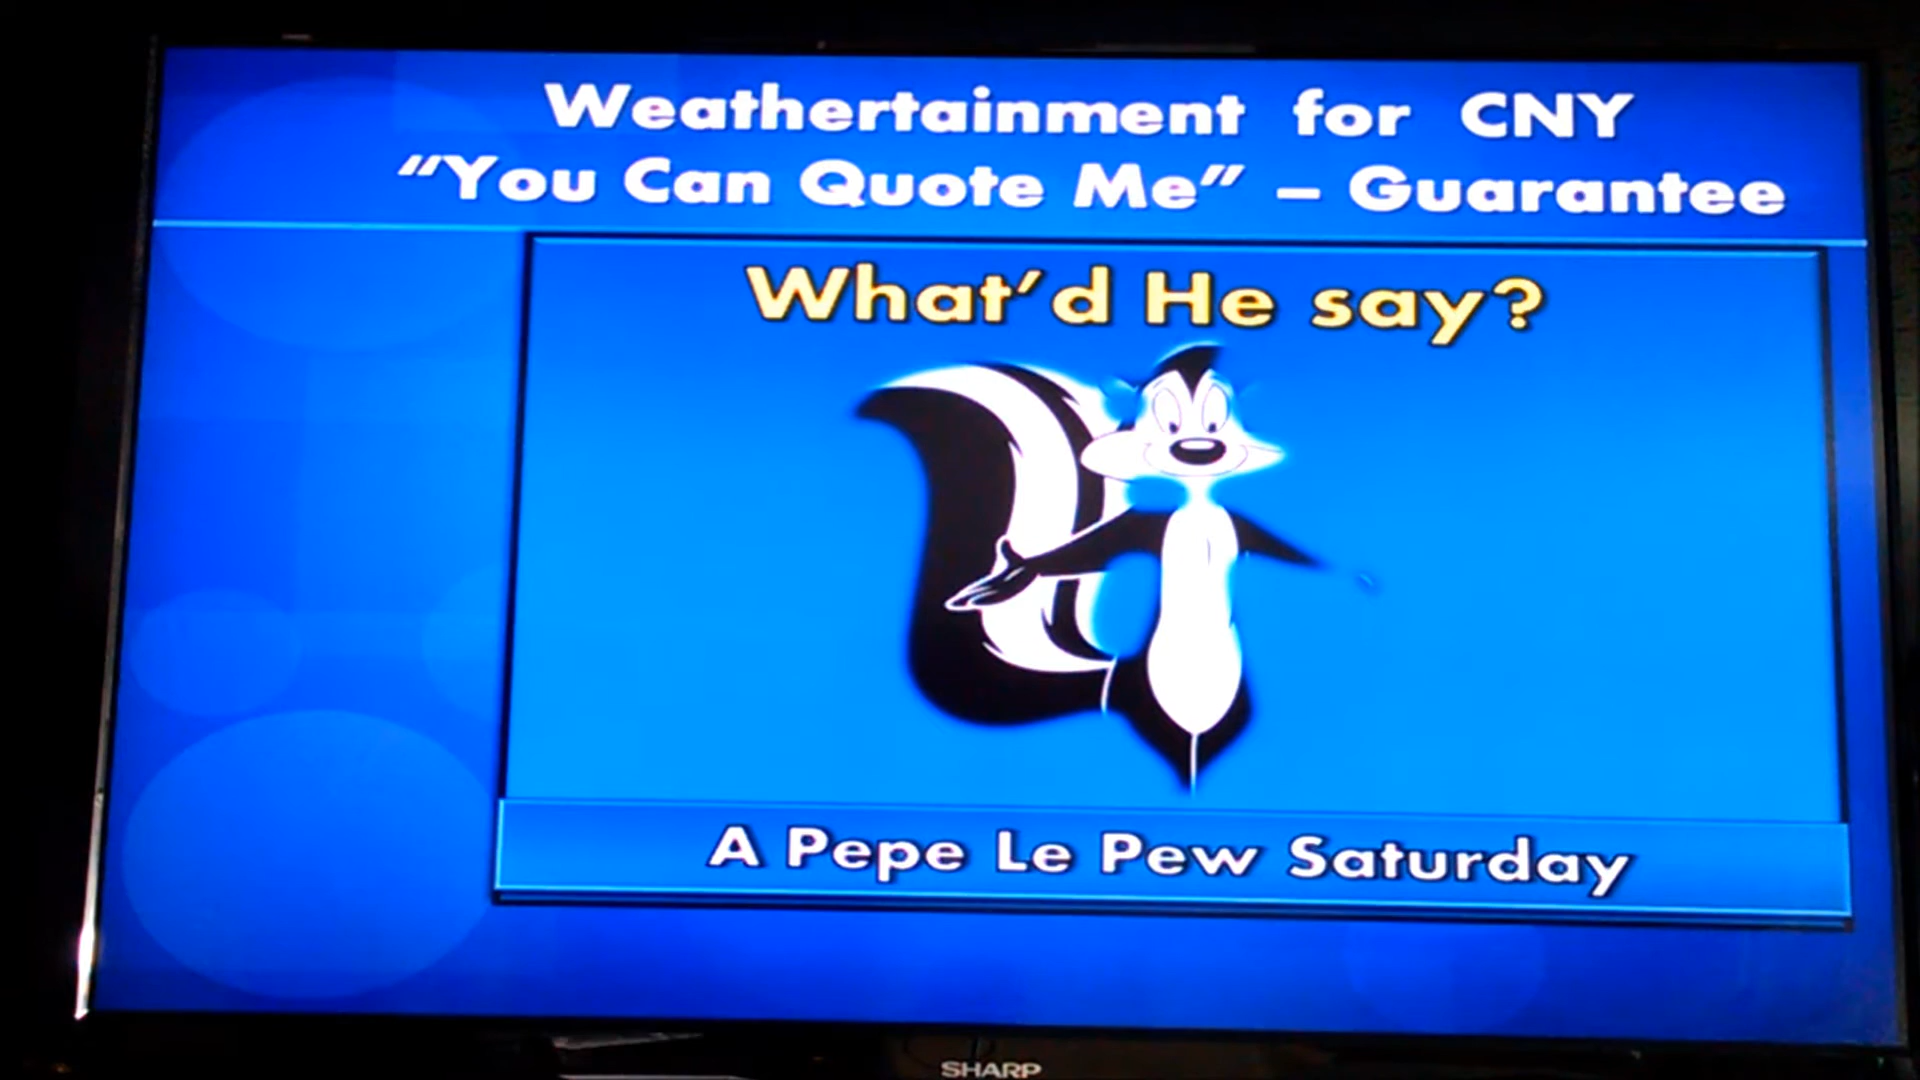 Weathertainment for CNY
“You Can Quote Me” – Guarantee
What’d He say?
A Pepe Le Pew Saturday
SHARP